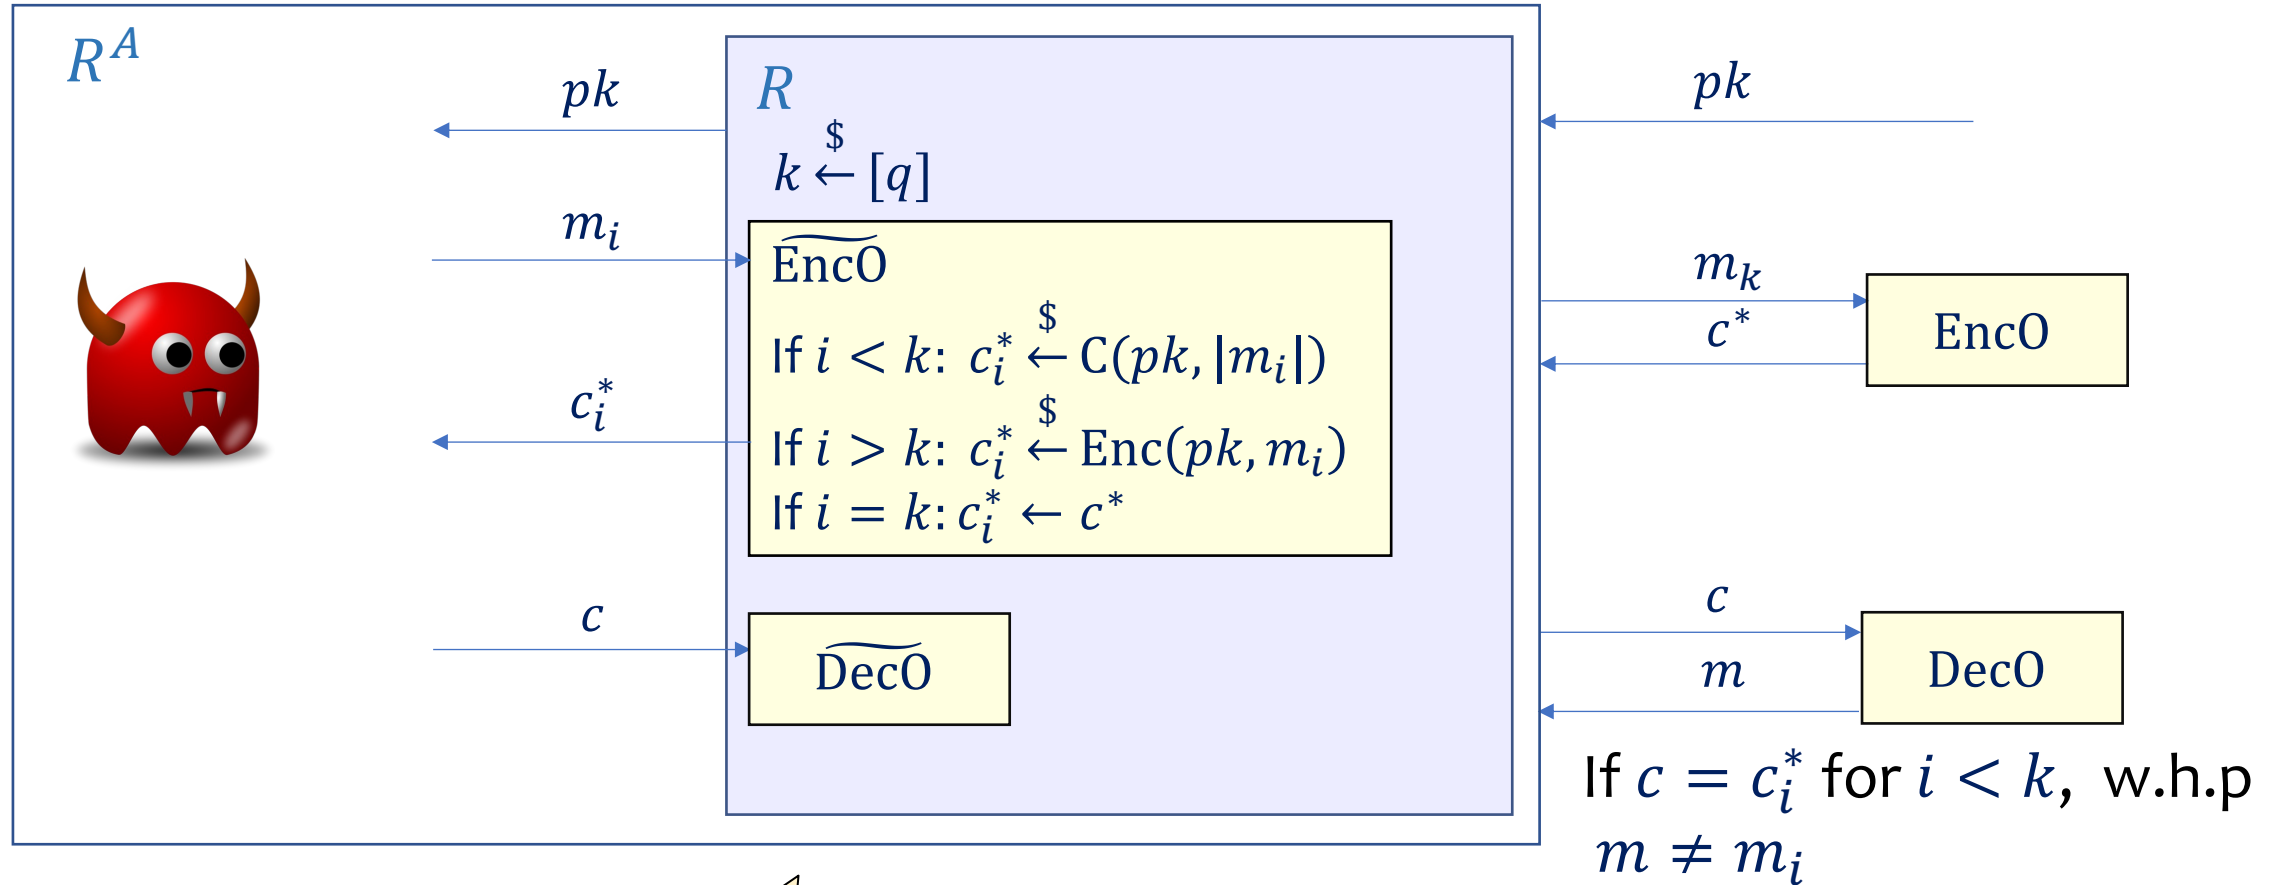 R^A
pk
R
pk
k ←$ [q]
m_i
EncO~
m_k
EncO
c*
If i < k: c_i^* ←$ C(pk, |m_i|)
c_i^*
If i > k: c_i^* ←$ Enc(pk, m_i)
If i = k: c_i^* ← c*
c
DecO~
c
DecO
m
If c = c_i^* for i < k, w.h.p
m ≠ m_i